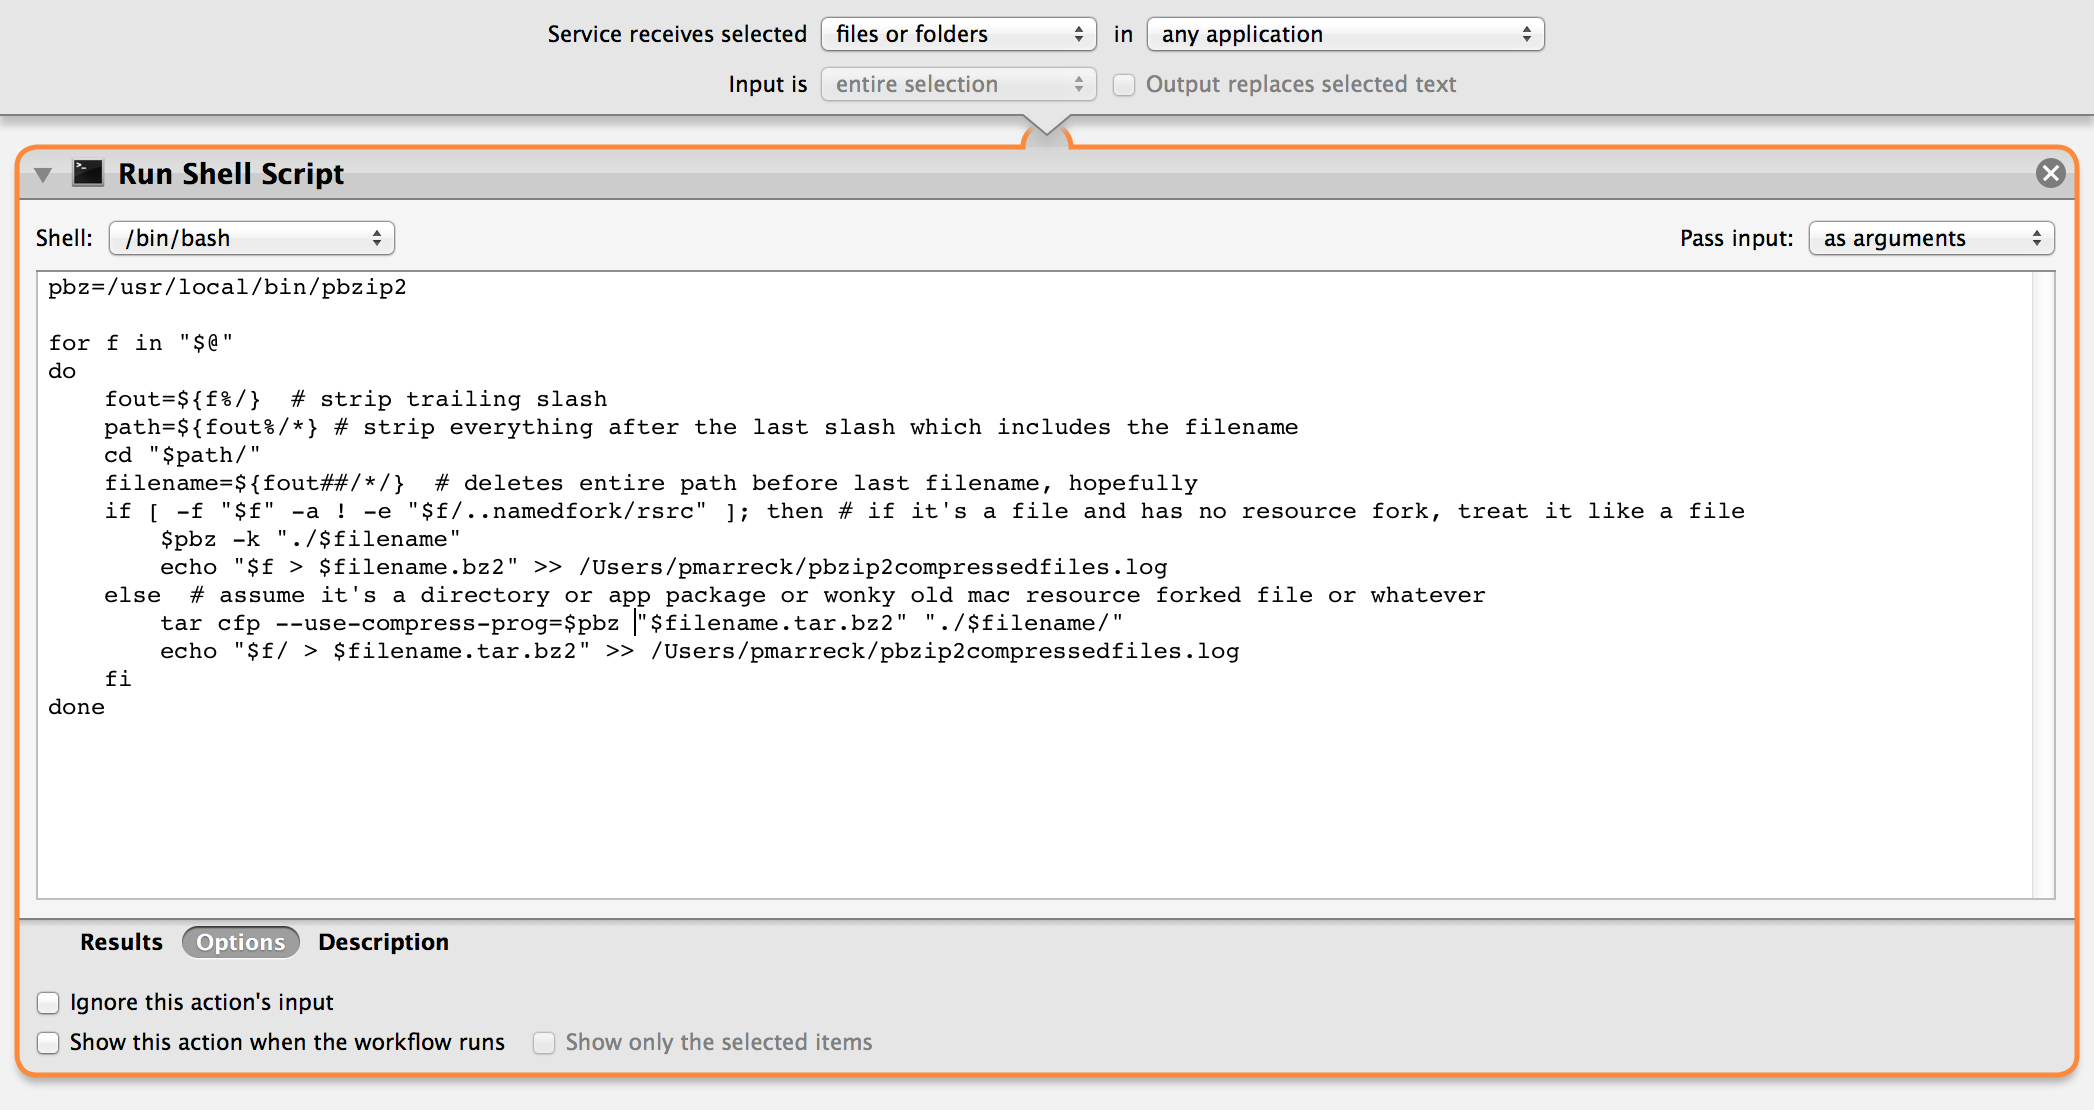 Service receives selected files or folders in any application
Input is entire selection Output replaces selected text
Run Shell Script
Shell: /bin/bash Pass input: as arguments
pbz=/usr/local/bin/pbzip2
for f in "$@"
do
    fout=${f%/}  # strip trailing slash
    path=${fout%/*} # strip everything after the last slash which includes the filename
    cd "$path/"
    filename=${fout##/*/}  # deletes entire path before last filename, hopefully
    if [ -f "$f" -a ! -e "$f/..namedfork/rsrc" ]; then # if it's a file and has no resource fork, treat it like a file
        $pbz -k "./$filename"
        echo "$f > $filename.bz2" >> /Users/pmarreck/pbzip2compressedfiles.log
    else  # assume it's a directory or app package or wonky old mac resource forked file or whatever
        tar cfp --use-compress-prog=$pbz "$filename.tar.bz2" "./$filename/"
        echo "$f/ > $filename.tar.bz2" >> /Users/pmarreck/pbzip2compressedfiles.log
    fi
done
Results Options Description
Ignore this action's input
Show this action when the workflow runs Show only the selected items